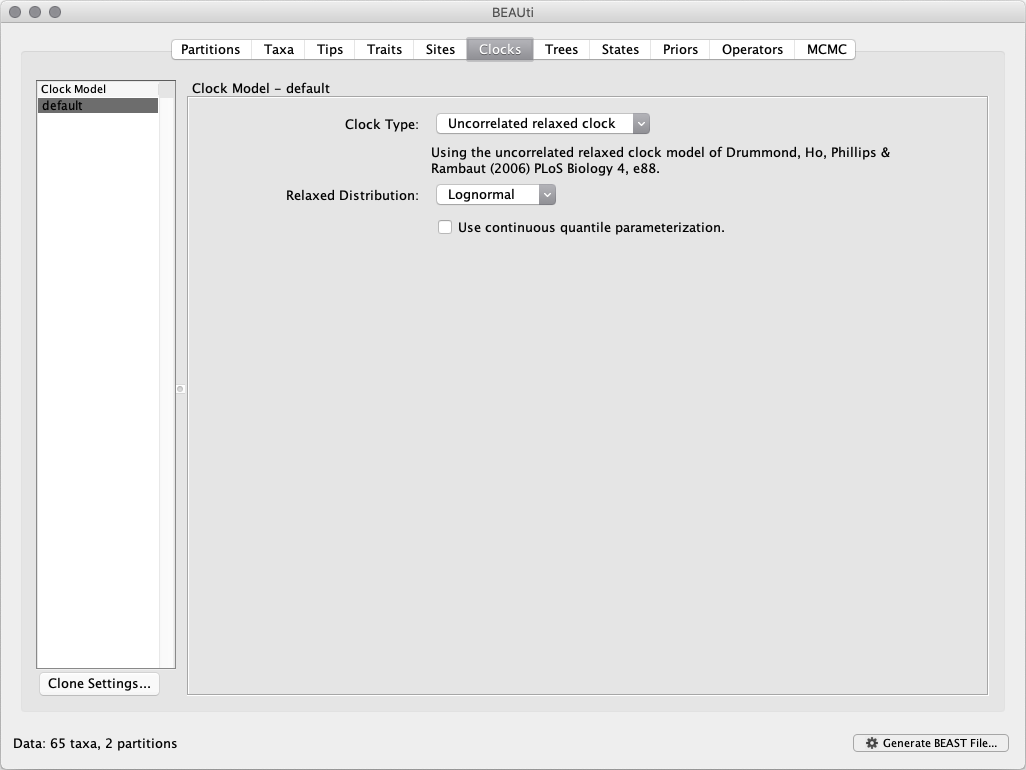 BEAUti
Partitions Taxa Tips Traits Sites Clocks Trees States Priors Operators MCMC
Clock Model
default
Clock Model – default
Clock Type: Uncorrelated relaxed clock
Using the uncorrelated relaxed clock model of Drummond, Ho, Phillips &
Rambaut (2006) PLoS Biology 4, e88.
Relaxed Distribution: Lognormal
Use continuous quantile parameterization.
Clone Settings...
Data: 65 taxa, 2 partitions
Generate BEAST File...